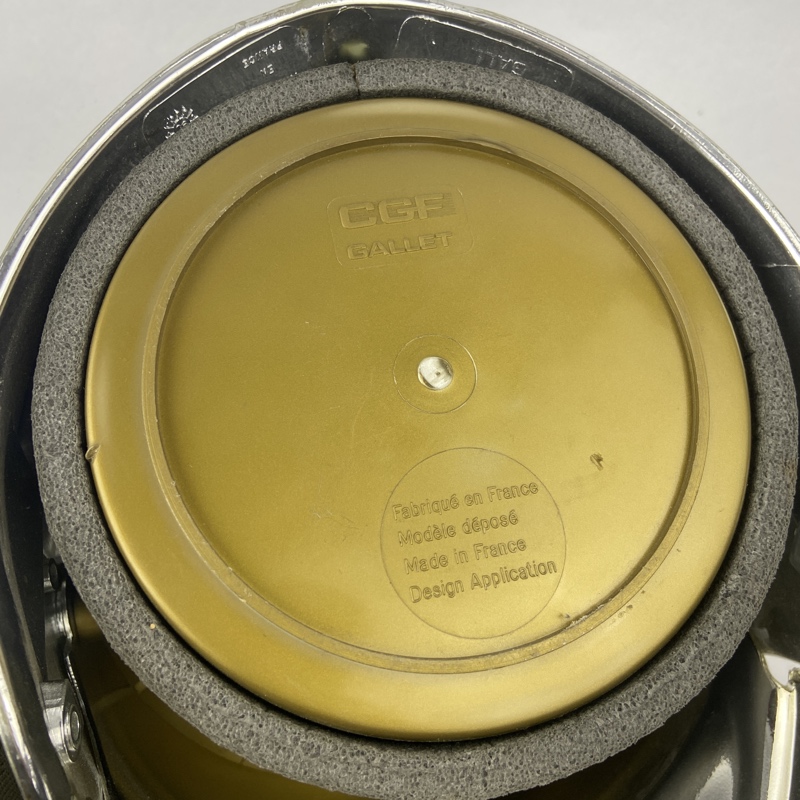 CGF
GALLET
Fabriqué en France
Modèle déposé
Made in France
Design Application